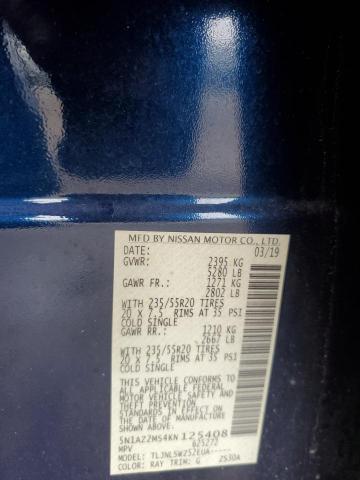 MFD BY NISSAN MOTOR CO., LTD.
DATE: 03/19
GVWR: 2395 KG
5280 LB
GAWR FR.: 1271 KG
2802 LB
WITH 235/55R20 TIRES
20 X 7.5 RIMS AT 35 PSI
COLD SINGLE
GAWR RR.: 1210 KG
2667 LB
WITH 235/55R20 TIRES
20 X 7.5 RIMS AT 35 PSI
COLD SINGLE
THIS VEHICLE CONFORMS TO
ALL APPLICABLE FEDERAL
MOTOR VEHICLE SAFETY AND
THEFT PREVENTION
STANDARDS IN EFFECT ON
THE DATE OF MANUFACTURE
SHOWN ABOVE.
5N1AZ2MS4KN125408
MPV 025272
MODEL:
COLOR: RAY TRIM: G ZS30A